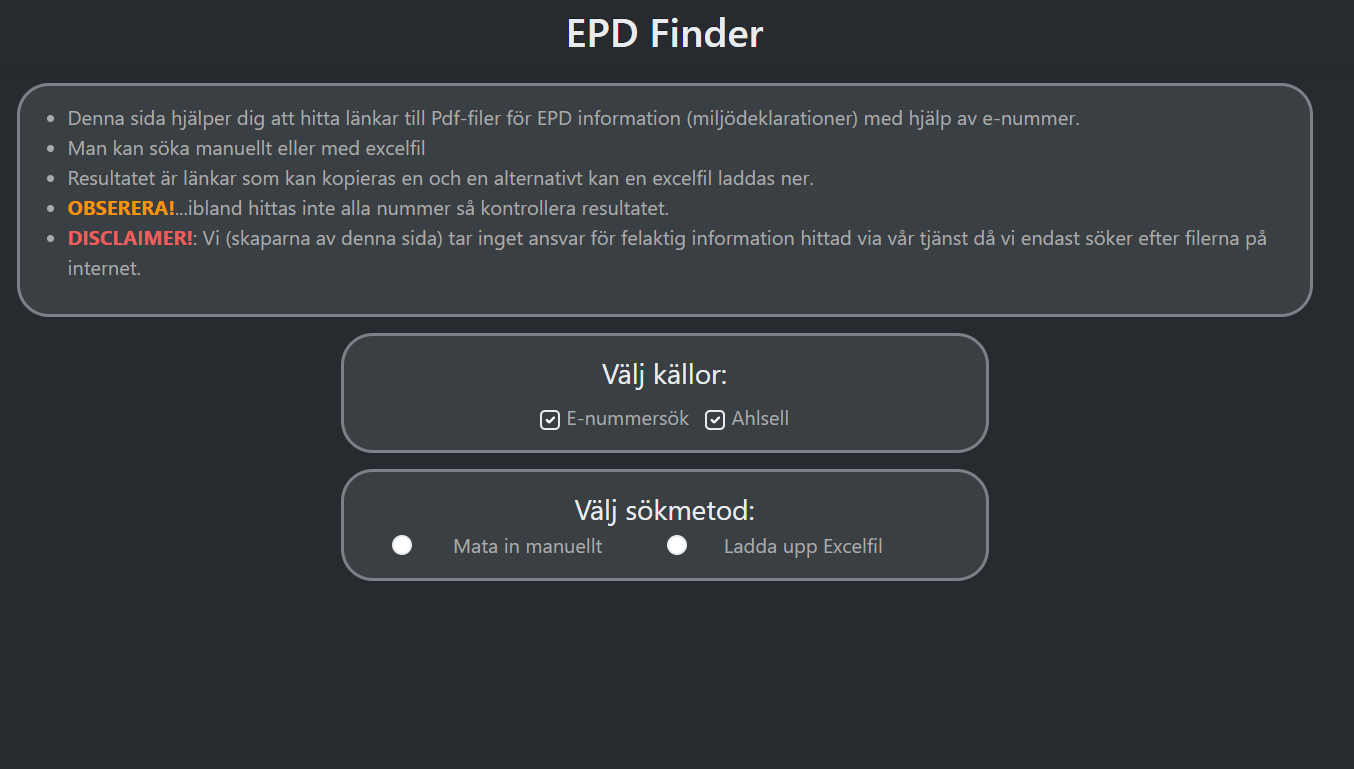 EPD Finder
Denna sida hjälper dig att hitta länkar till Pdf-filer för EPD information (miljödeklarationer) med hjälp av e-nummer.
Man kan söka manuellt eller med excelfil
Resultatet är länkar som kan kopieras en och en alternativt kan en excelfil laddas ner.
OBSERERA!...ibland hittas inte alla nummer så kontrollera resultatet.
DISCLAIMER!: Vi (skaparna av denna sida) tar inget ansvar för felaktig information hittad via vår tjänst då vi endast söker efter filerna på
internet.
Välj källor:
E-nummersök Ahlsell
Välj sökmetod:
Mata in manuellt Ladda upp Excelfil